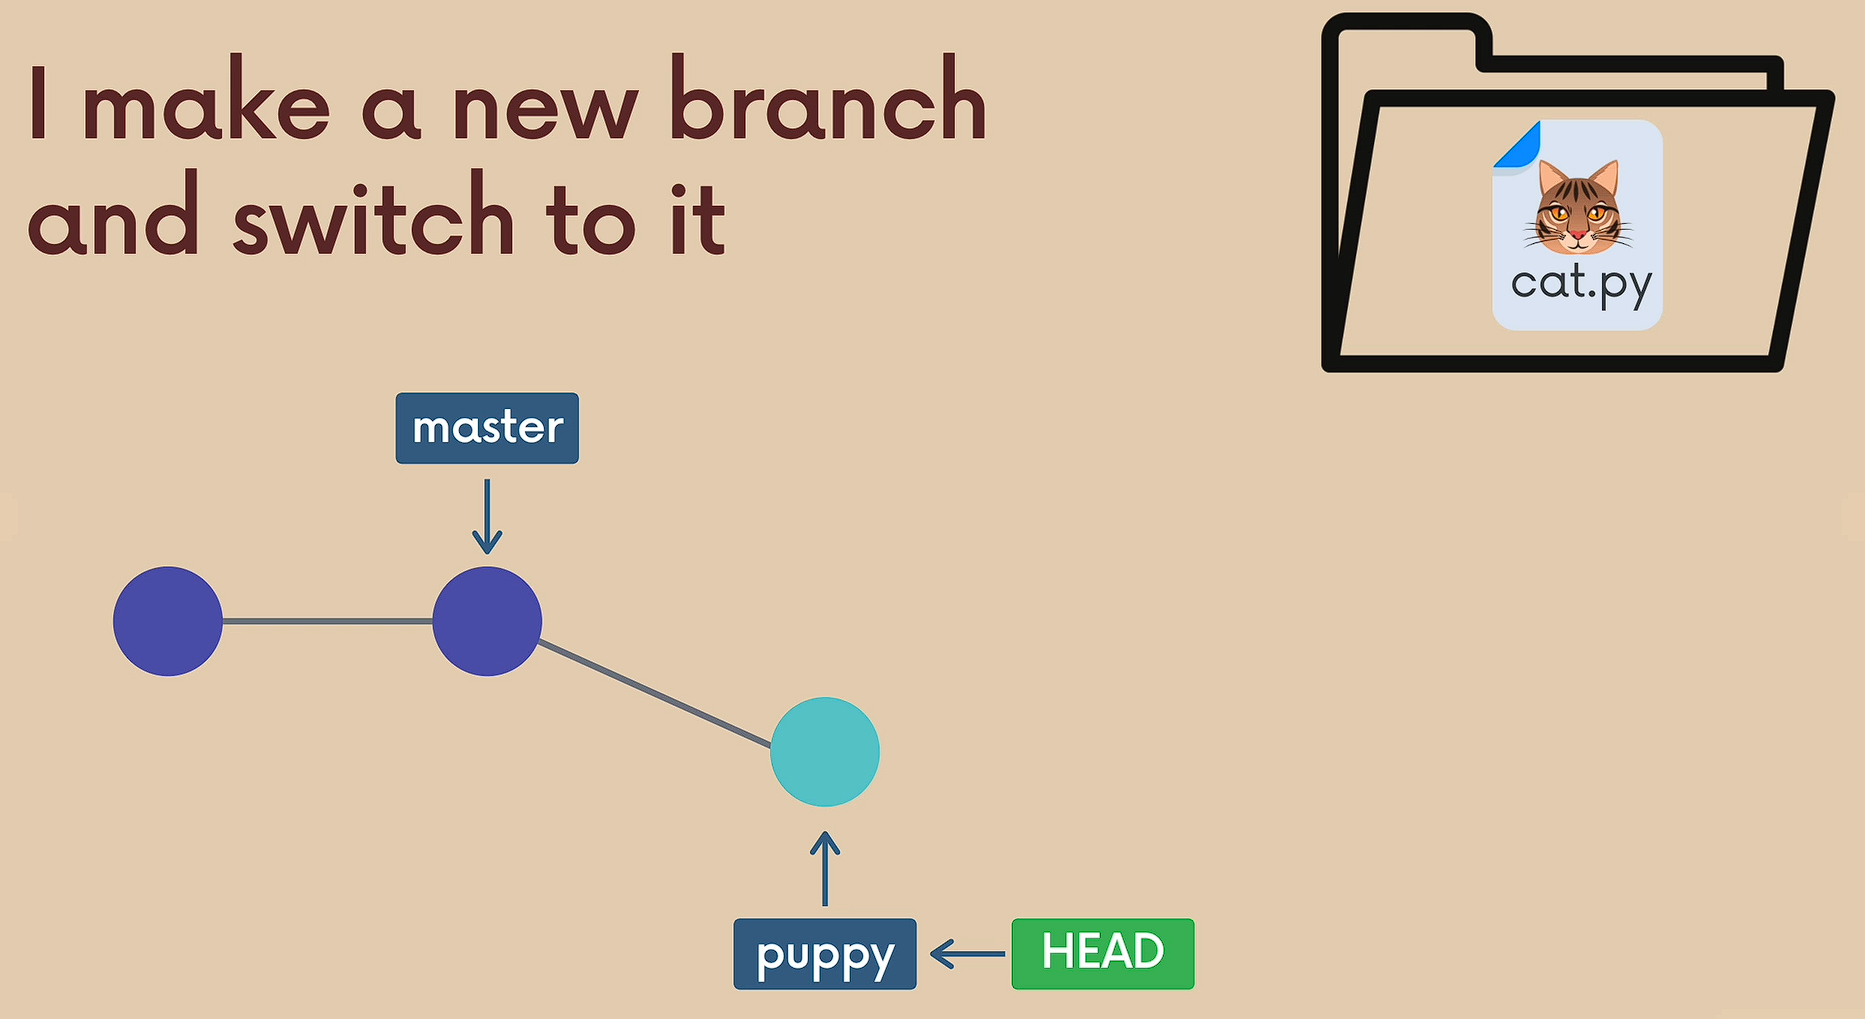 I make a new branch
and switch to it
cat.py
master
puppy
HEAD